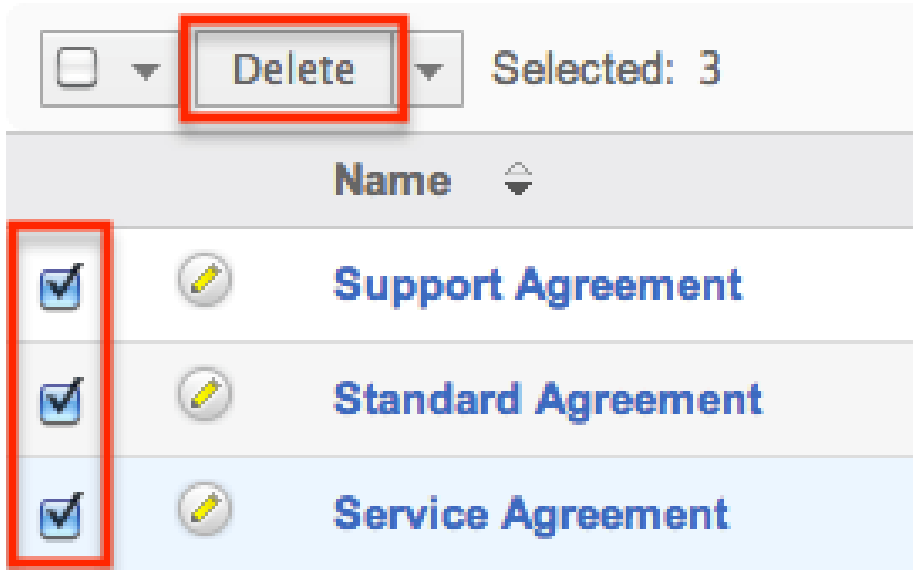 Delete Selected: 3
Name
Support Agreement
Standard Agreement
Service Agreement